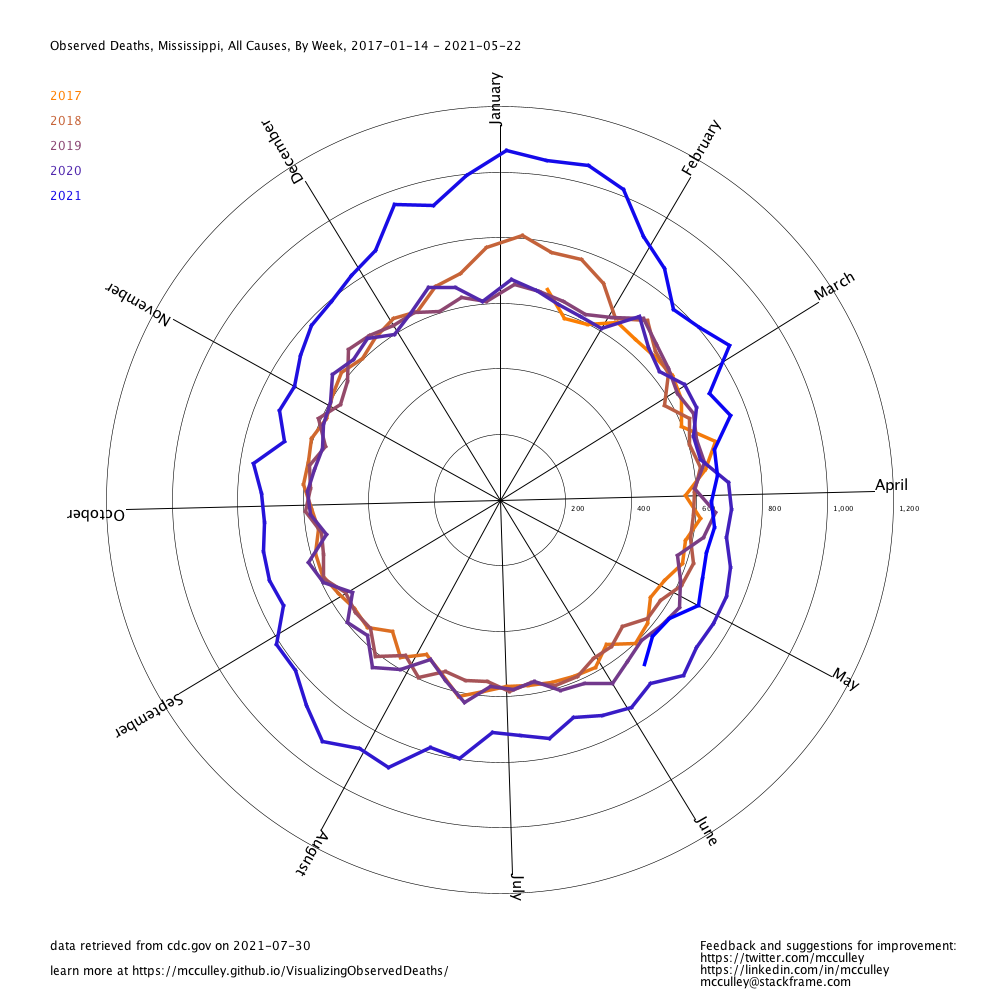 Observed Deaths, Mississippi, All Causes, By Week, 2017-01-14 - 2021-05-22
2017
2018
2019
2020
2021
January
February
March
April
May
June
July
August
September
October
November
December
200
400
600
800
1,000
1,200
data retrieved from cdc.gov on 2021-07-30
learn more at https://mcculley.github.io/VisualizingObservedDeaths/
Feedback and suggestions for improvement:
https://twitter.com/mcculley
https://linkedin.com/in/mcculley
mcculley@stackframe.com